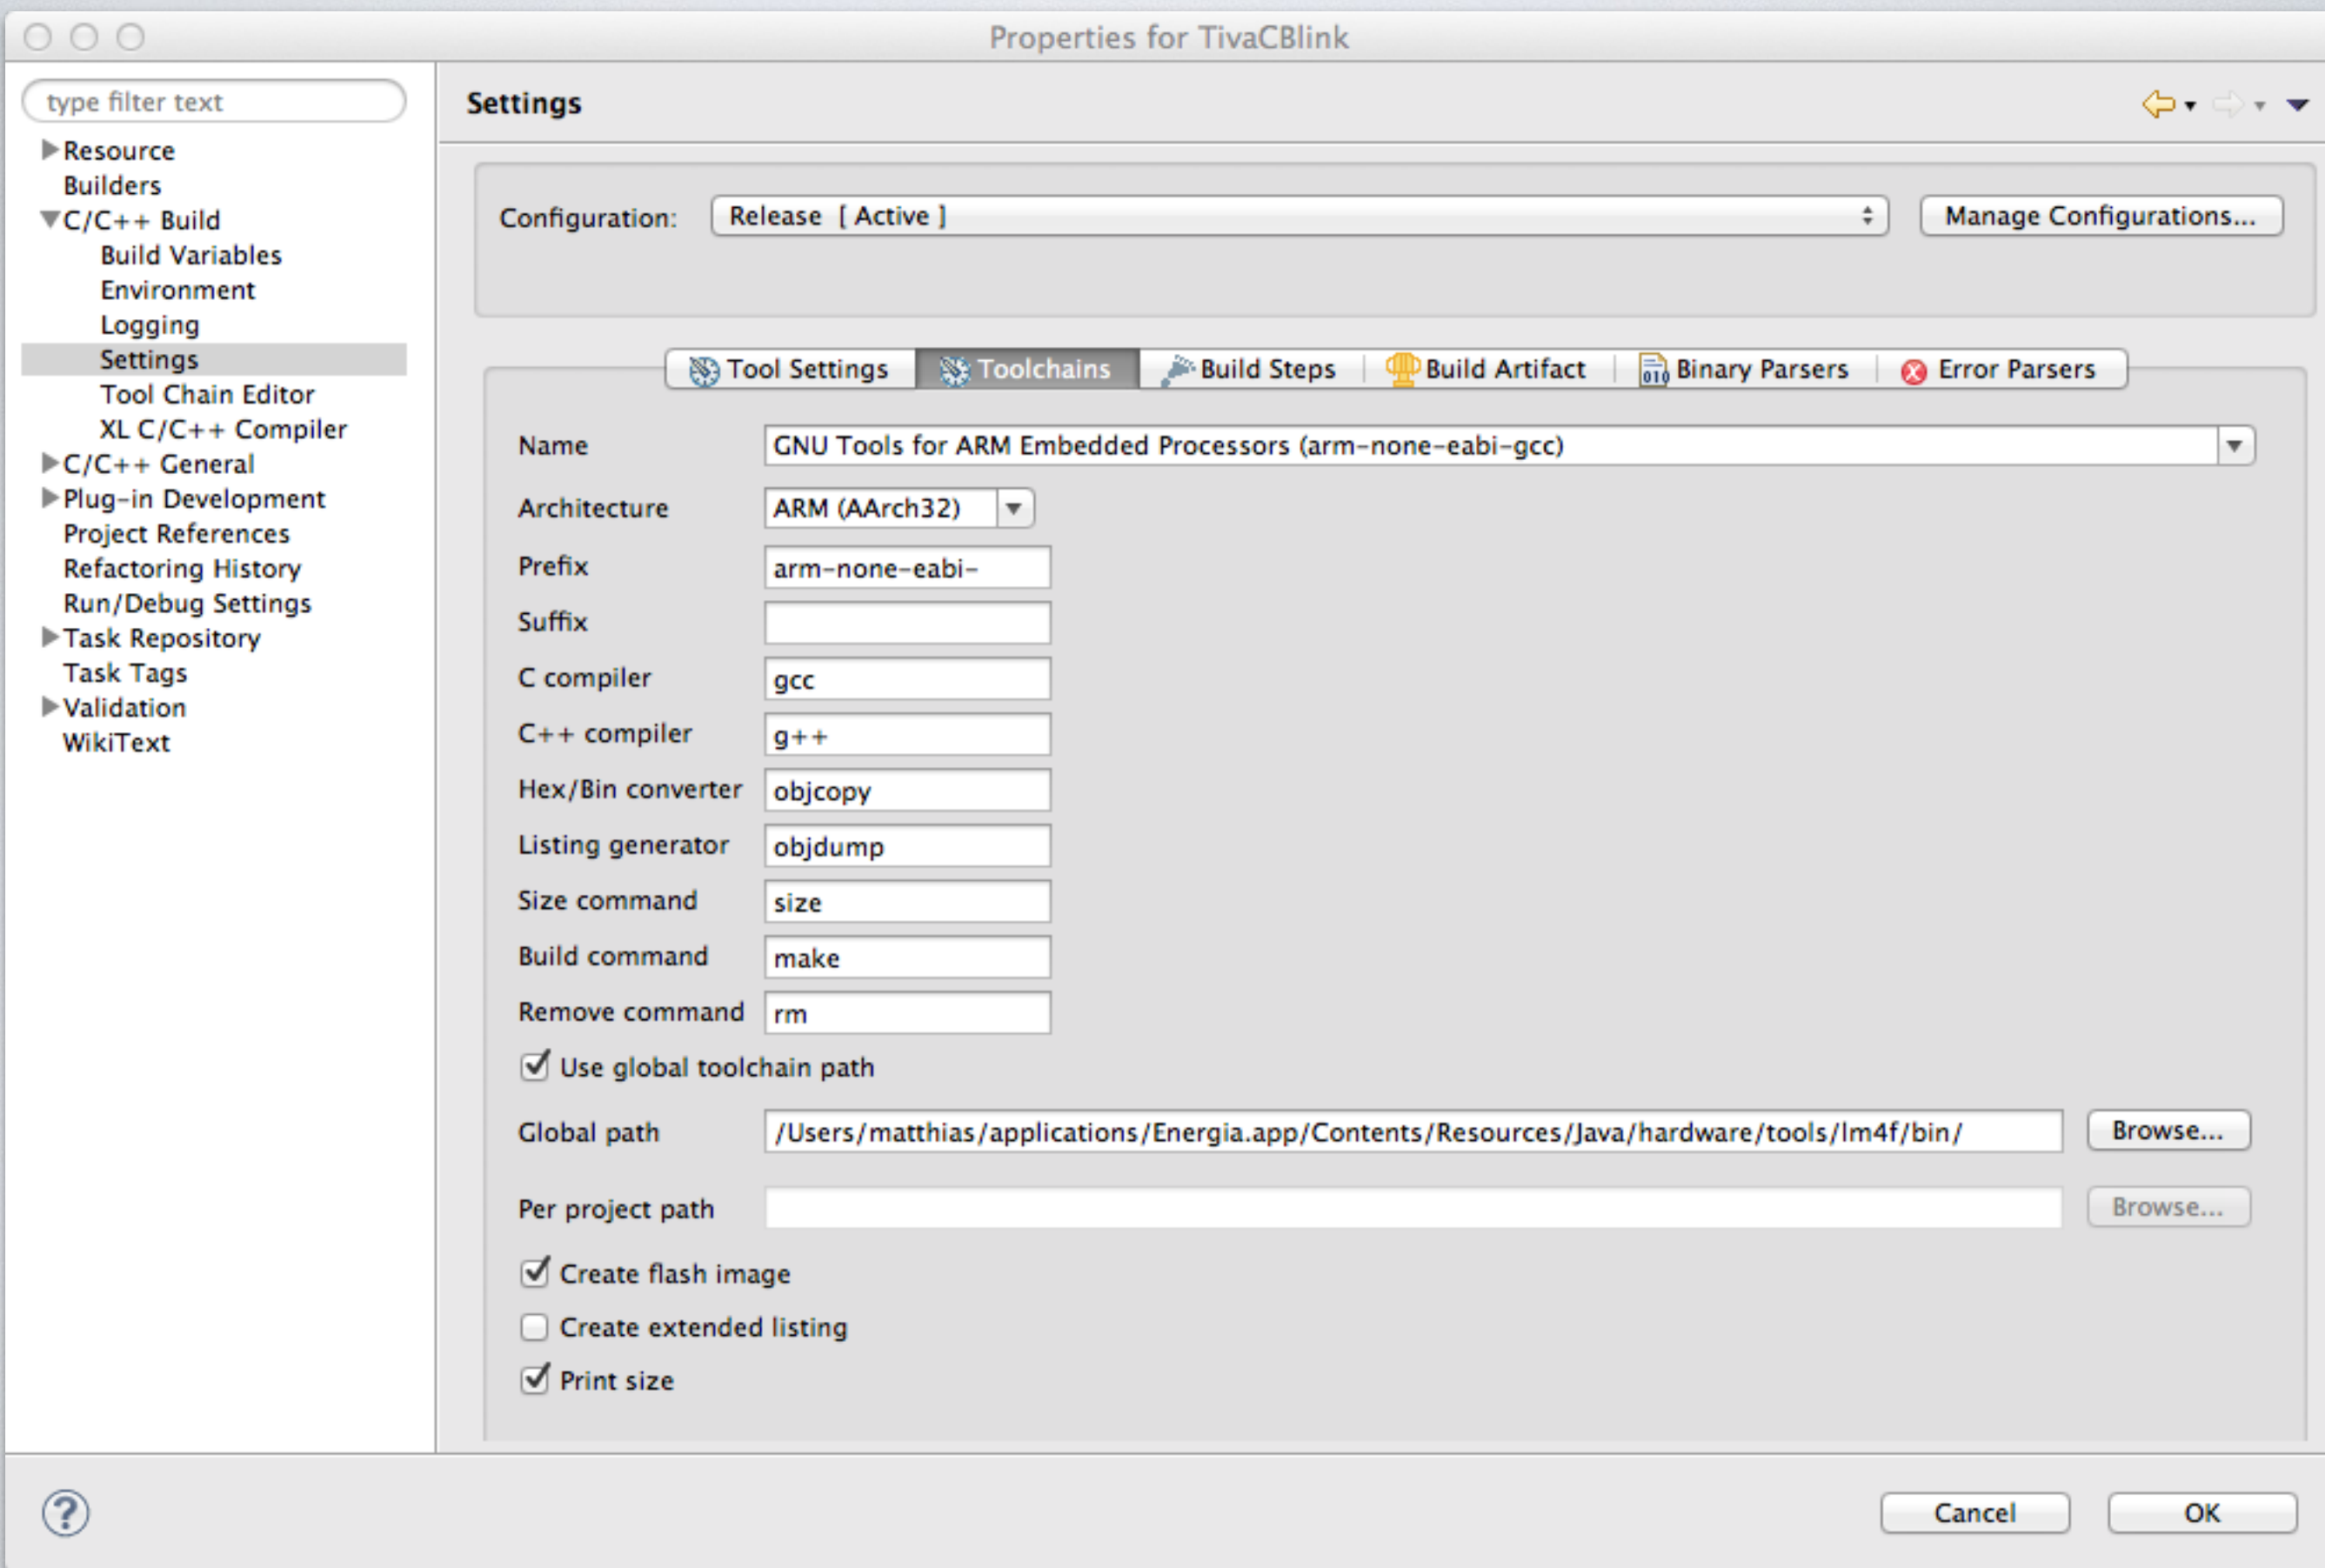 Properties for TivaCBlink
type filter text
Resource
Builders
C/C++ Build
Build Variables
Environment
Logging
Settings
Tool Chain Editor
XL C/C++ Compiler
C/C++ General
Plug-in Development
Project References
Refactoring History
Run/Debug Settings
Task Repository
Task Tags
Validation
WikiText
Settings
Configuration: Release [ Active ] Manage Configurations...
Tool Settings Toolchains Build Steps Build Artifact Binary Parsers Error Parsers
Name GNU Tools for ARM Embedded Processors (arm-none-eabi-gcc)
Architecture ARM (AArch32)
Prefix arm-none-eabi-
Suffix
C compiler gcc
C++ compiler g++
Hex/Bin converter objcopy
Listing generator objdump
Size command size
Build command make
Remove command rm
Use global toolchain path
Global path /Users/matthias/applications/Energia.app/Contents/Resources/Java/hardware/tools/lm4f/bin/ Browse...
Per project path Browse...
Create flash image
Create extended listing
Print size
? Cancel OK